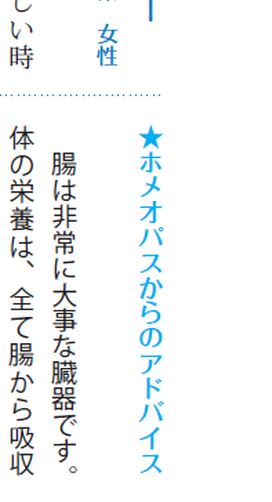 ー
女性
しい時
★ホメオパスからのアドバイス
腸は非常に大事な臓器です。
体の栄養は、全て腸から吸収